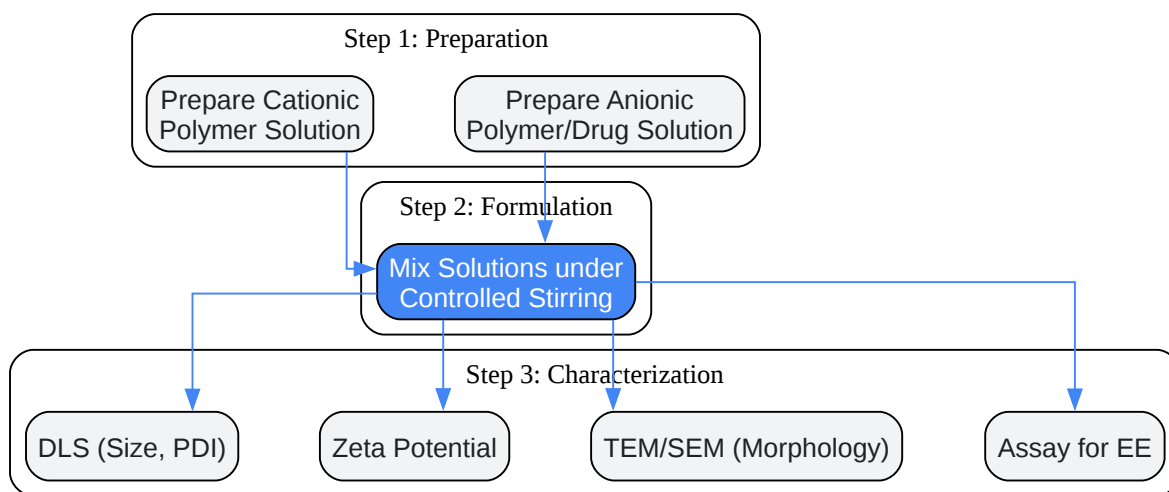 Step 1: Preparation
Prepare Cationic
Polymer Solution
Prepare Anionic
Polymer/Drug Solution
Step 2: Formulation
Mix Solutions under
Controlled Stirring
Step 3: Characterization
DLS (Size, PDI)
Zeta Potential
TEM/SEM (Morphology)
Assay for EE